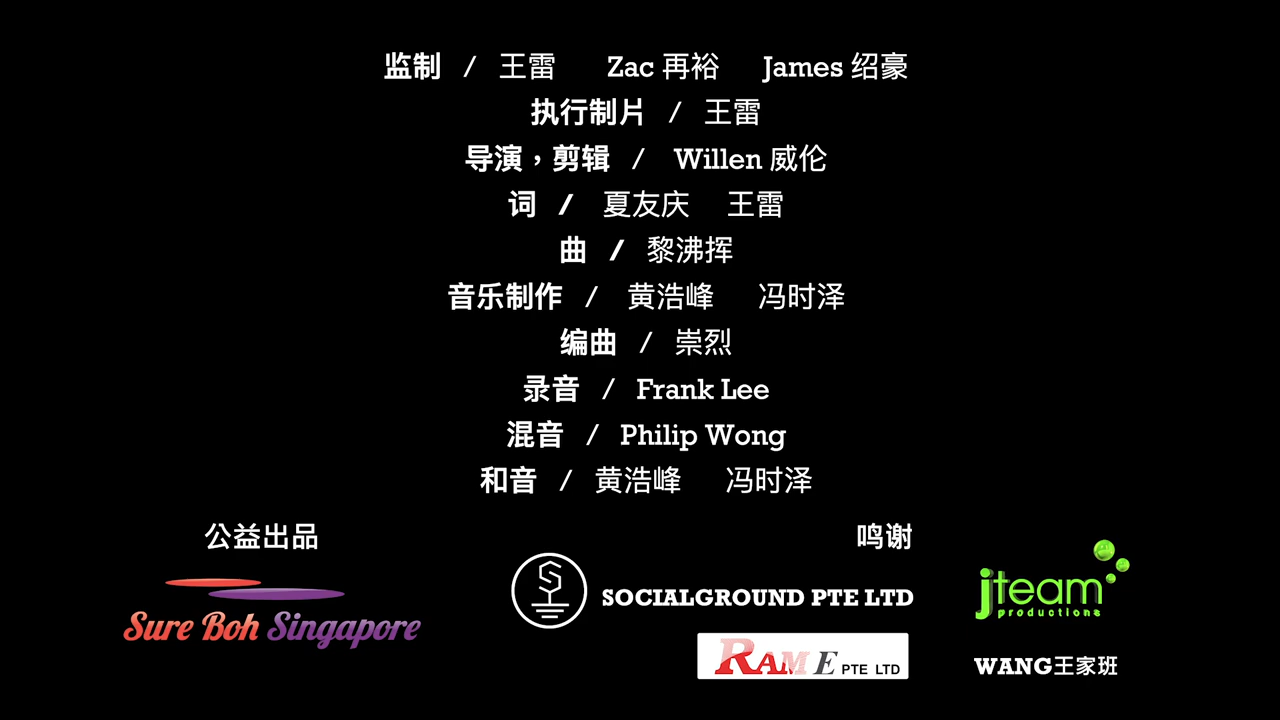 监制 / 王雷 Zac 再裕 James 绍豪
执行制片 / 王雷
导演，剪辑 / Willen 威伦
词 / 夏友庆 王雷
曲 / 黎沸挥
音乐制作 / 黄浩峰 冯时泽
编曲 / 崇烈
录音 / Frank Lee
混音 / Philip Wong
和音 / 黄浩峰 冯时泽
公益出品
Sure Boh Singapore
鸣谢
SOCIALGROUND PTE LTD
jteam
productions
RAME PTE LTD
WANG王家班